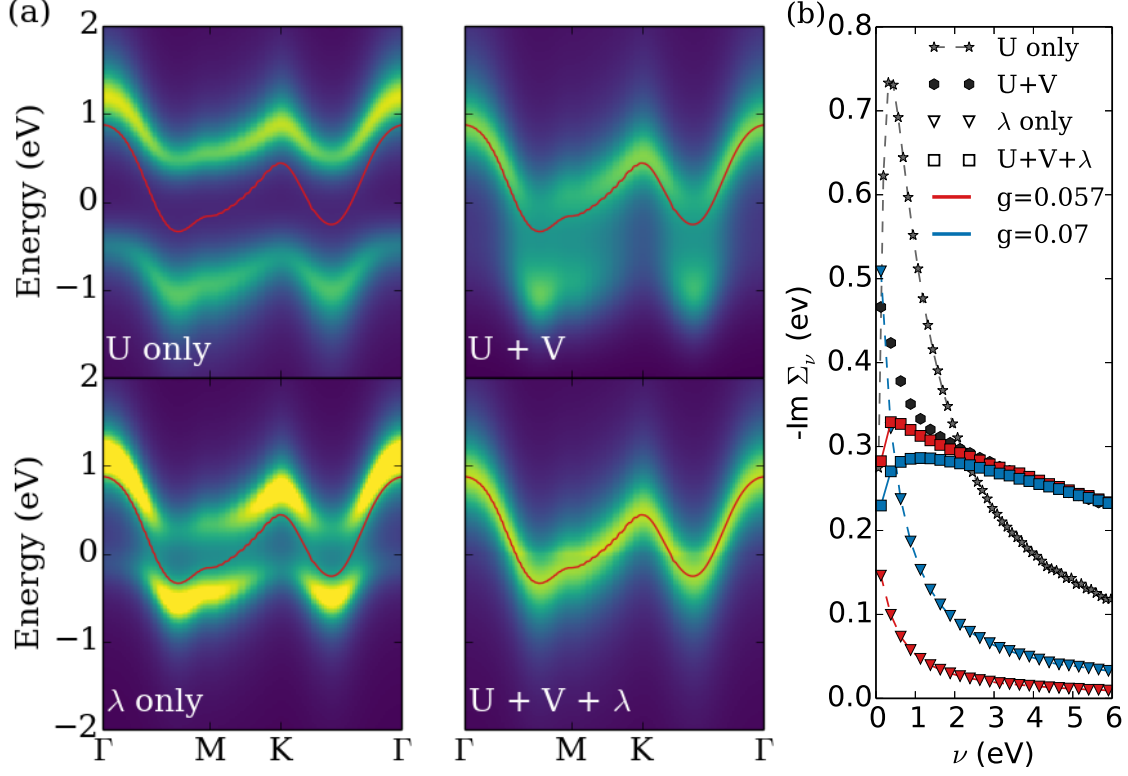 (a)
2
1
0
−1
Energy (eV)
U only
U + V
2
1
0
−1
−2
Energy (eV)
λ only
U + V + λ
Γ M K Γ
Γ M K Γ
(b)
0.8
0.7
0.6
0.5
0.4
0.3
0.2
0.1
0.0
-Im Σν (ev)
U only
U+V
λ only
U+V+λ
g=0.057
g=0.07
0 1 2 3 4 5 6
ν (eV)